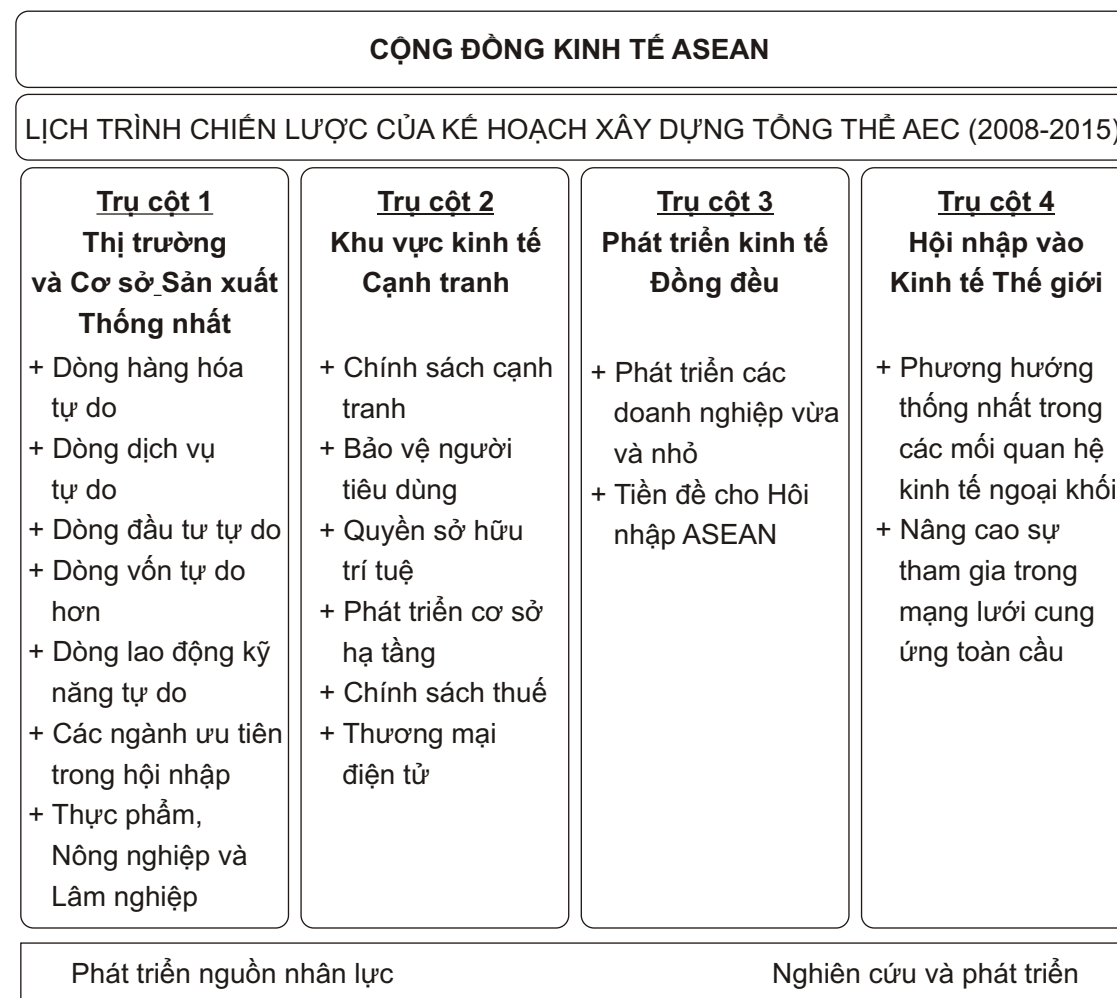 CỘNG ĐỒNG KINH TẾ ASEAN
LỊCH TRÌNH CHIẾN LƯỢC CỦA KẾ HOẠCH XÂY DỰNG TỔNG THỂ AEC (2008-2015)
Trụ cột 1
Thị trường
và Cơ sở Sản xuất
Thống nhất
+ Dòng hàng hóa
tự do
+ Dòng dịch vụ
tự do
+ Dòng đầu tư tự do
+ Dòng vốn tự do
hơn
+ Dòng lao động kỹ
năng tự do
+ Các ngành ưu tiên
trong hội nhập
+ Thực phẩm,
Nông nghiệp và
Lâm nghiệp
Trụ cột 2
Khu vực kinh tế
Cạnh tranh
+ Chính sách cạnh
tranh
+ Bảo vệ người
tiêu dùng
+ Quyền sở hữu
trí tuệ
+ Phát triển cơ sở
hạ tầng
+ Chính sách thuế
+ Thương mại
điện tử
Trụ cột 3
Phát triển kinh tế
Đồng đều
+ Phát triển các
doanh nghiệp vừa
và nhỏ
+ Tiền đề cho Hôi
nhập ASEAN
Trụ cột 4
Hội nhập vào
Kinh tế Thế giới
+ Phương hướng
thống nhất trong
các mối quan hệ
kinh tế ngoại khối
+ Nâng cao sự
tham gia trong
mạng lưới cung
ứng toàn cầu
Phát triển nguồn nhân lực
Nghiên cứu và phát triển